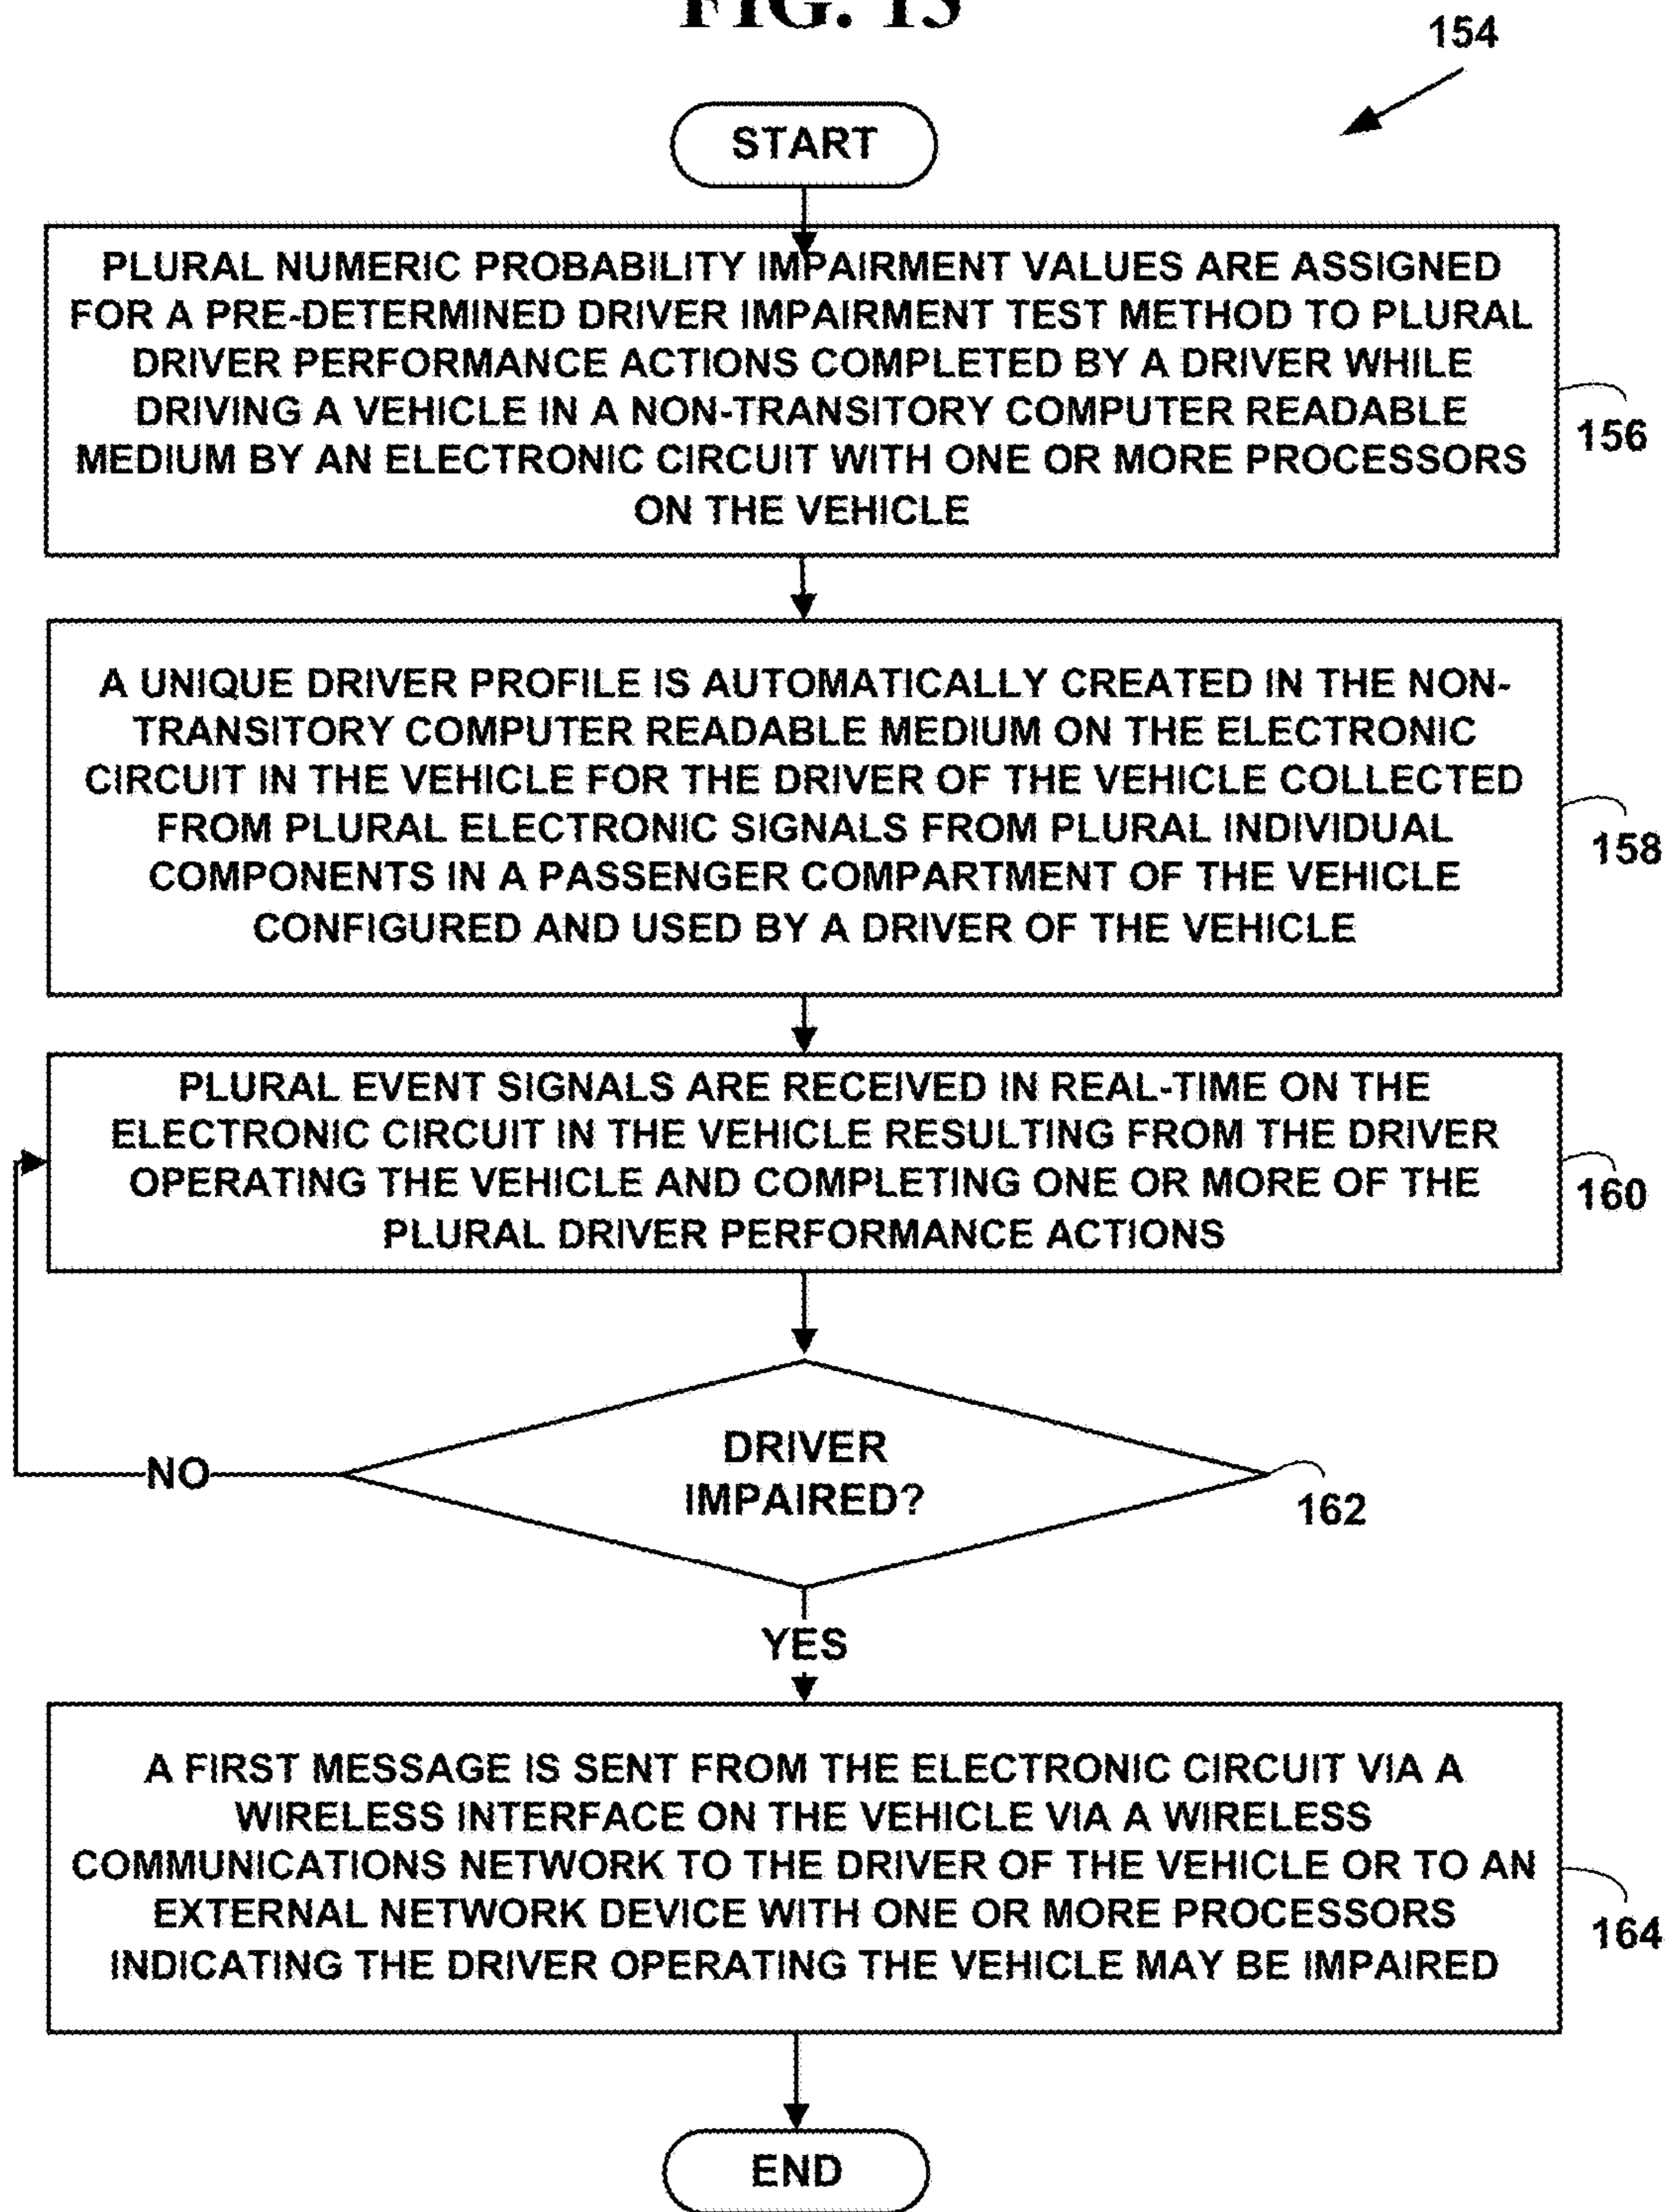 FIG.
154
START
PLURAL NUMERIC PROBABILITY IMPAIRMENT VALUES ARE ASSIGNED
FOR A PRE-DETERMINED DRIVER IMPAIRMENT TEST METHOD TO PLURAL
DRIVER PERFORMANCE ACTIONS COMPLETED BY A DRIVER WHILE
DRIVING A VEHICLE IN A NON-TRANSITORY COMPUTER READABLE
MEDIUM BY AN ELECTRONIC CIRCUIT WITH ONE OR MORE PROCESSORS
ON THE VEHICLE
156
A UNIQUE DRIVER PROFILE IS AUTOMATICALLY CREATED IN THE NON-
TRANSITORY COMPUTER READABLE MEDIUM ON THE ELECTRONIC
CIRCUIT IN THE VEHICLE FOR THE DRIVER OF THE VEHICLE COLLECTED
FROM PLURAL ELECTRONIC SIGNALS FROM PLURAL INDIVIDUAL
COMPONENTS IN A PASSENGER COMPARTMENT OF THE VEHICLE
CONFIGURED AND USED BY A DRIVER OF THE VEHICLE
158
PLURAL EVENT SIGNALS ARE RECEIVED IN REAL-TIME ON THE
ELECTRONIC CIRCUIT IN THE VEHICLE RESULTING FROM THE DRIVER
OPERATING THE VEHICLE AND COMPLETING ONE OR MORE OF THE
PLURAL DRIVER PERFORMANCE ACTIONS
160
DRIVER
IMPAIRED?
NO
162
YES
A FIRST MESSAGE IS SENT FROM THE ELECTRONIC CIRCUIT VIA A
WIRELESS INTERFACE ON THE VEHICLE VIA A WIRELESS
COMMUNICATIONS NETWORK TO THE DRIVER OF THE VEHICLE OR TO AN
EXTERNAL NETWORK DEVICE WITH ONE OR MORE PROCESSORS
INDICATING THE DRIVER OPERATING THE VEHICLE MAY BE IMPAIRED
164
END